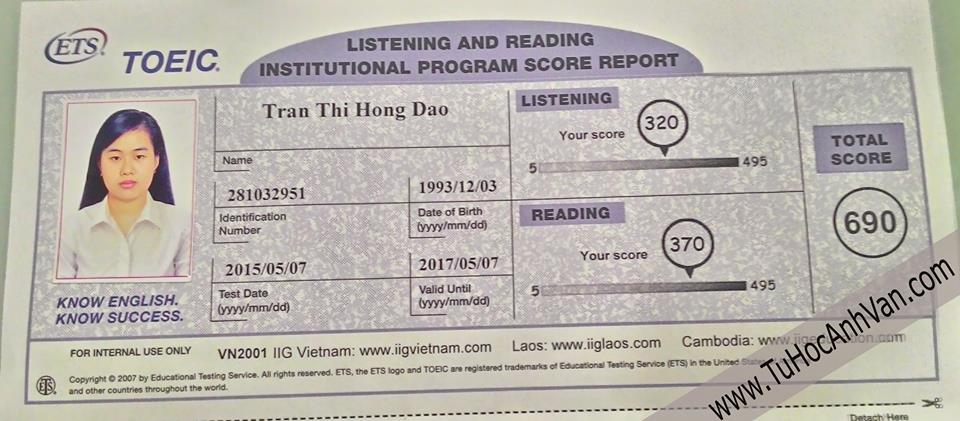 ETS
TOEIC
LISTENING AND READING
INSTITUTIONAL PROGRAM SCORE REPORT
Tran Thi Hong Dao
Name
281032951
Identification
Number
1993/12/03
Date of Birth
(yyyy/mm/dd)
2015/05/07
Test Date
(yyyy/mm/dd)
2017/05/07
Valid Until
(yyyy/mm/dd)
KNOW ENGLISH.
KNOW SUCCESS.
LISTENING
Your score 320
5 495
READING
Your score 370
5 495
TOTAL
SCORE
690
FOR INTERNAL USE ONLY
VN2001 IIG Vietnam: www.iigvietnam.com Laos: www.iiglaos.com Cambodia:
ETS
Copyright © 2007 by Educational Testing Service. All rights reserved. ETS, the ETS logo and TOEIC are registered trademarks of Educational Testing Service (ETS) in the United
and other countries throughout the world.
Detach Here
www.TuHocAnhVan.com